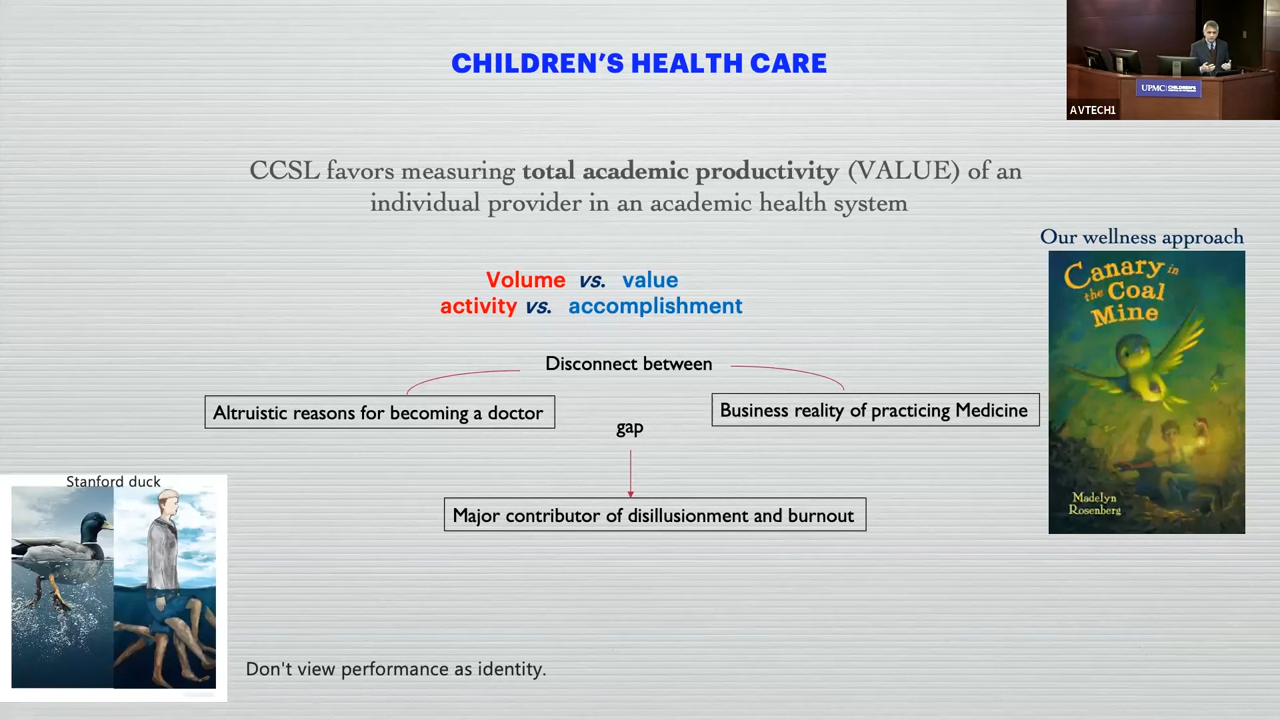 CHILDREN'S HEALTH CARE
UPMC CHILDREN'S
AVTECH1
CCSL favors measuring total academic productivity (VALUE) of an
individual provider in an academic health system
Our wellness approach
Canary in
the Coal
Mine
Madelyn
Rosenberg
Volume vs. value
activity vs. accomplishment
Disconnect between
Altruistic reasons for becoming a doctor
Business reality of practicing Medicine
gap
Major contributor of disillusionment and burnout
Stanford duck
Don't view performance as identity.